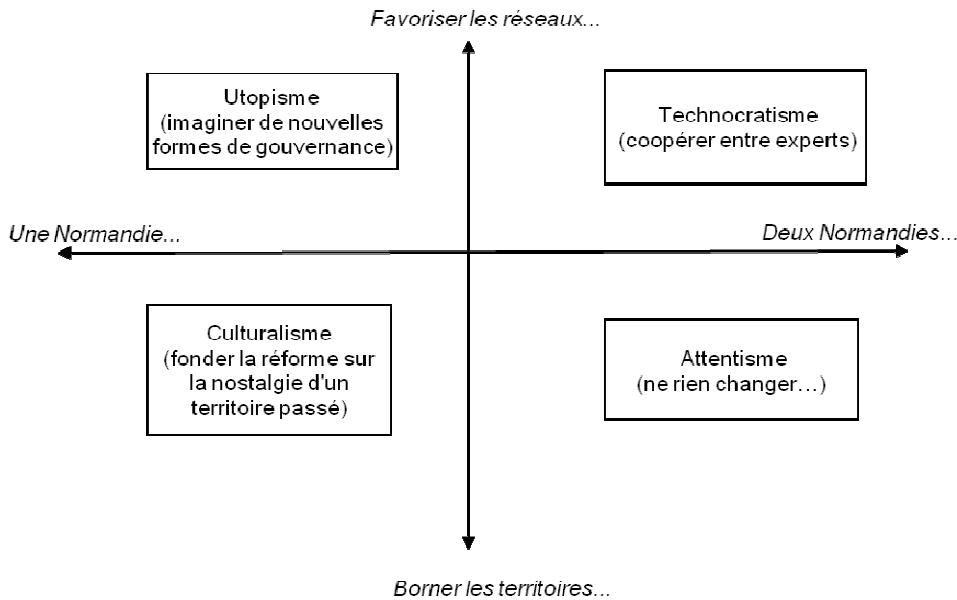 Favoriser les réseaux...
Utopisme
(imaginer de nouvelles
formes de gouvernance)
Technocratisme
(coopérer entre experts)
Une Normandie...
Deux Normandies...
Culturalisme
(fonder la réforme sur
la nostalgie d'un
territoire passé)
Attentisme
(ne rien changer…)
Borner les territoires...